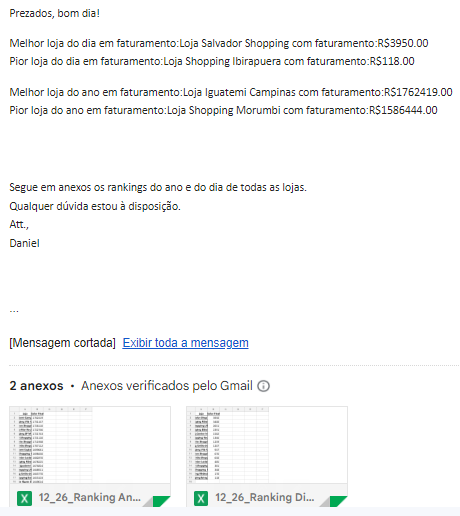 Prezados, bom dia!
Melhor loja do dia em faturamento:Loja Salvador Shopping com faturamento:R$3950.00
Pior loja do dia em faturamento:Loja Shopping Ibirapuera com faturamento:R$118.00
Melhor loja do ano em faturamento:Loja Iguatemi Campinas com faturamento:R$1762419.00
Pior loja do ano em faturamento:Loja Shopping Morumbi com faturamento:R$1586444.00
Segue em anexos os rankings do ano e do dia de todas as lojas.
Qualquer dúvida estou à disposição.
Att.,
Daniel
...
[Mensagem cortada] Exibir toda a mensagem
2 anexos • Anexos verificados pelo Gmail
X 12_26_Ranking An...
X 12_26_Ranking Di...